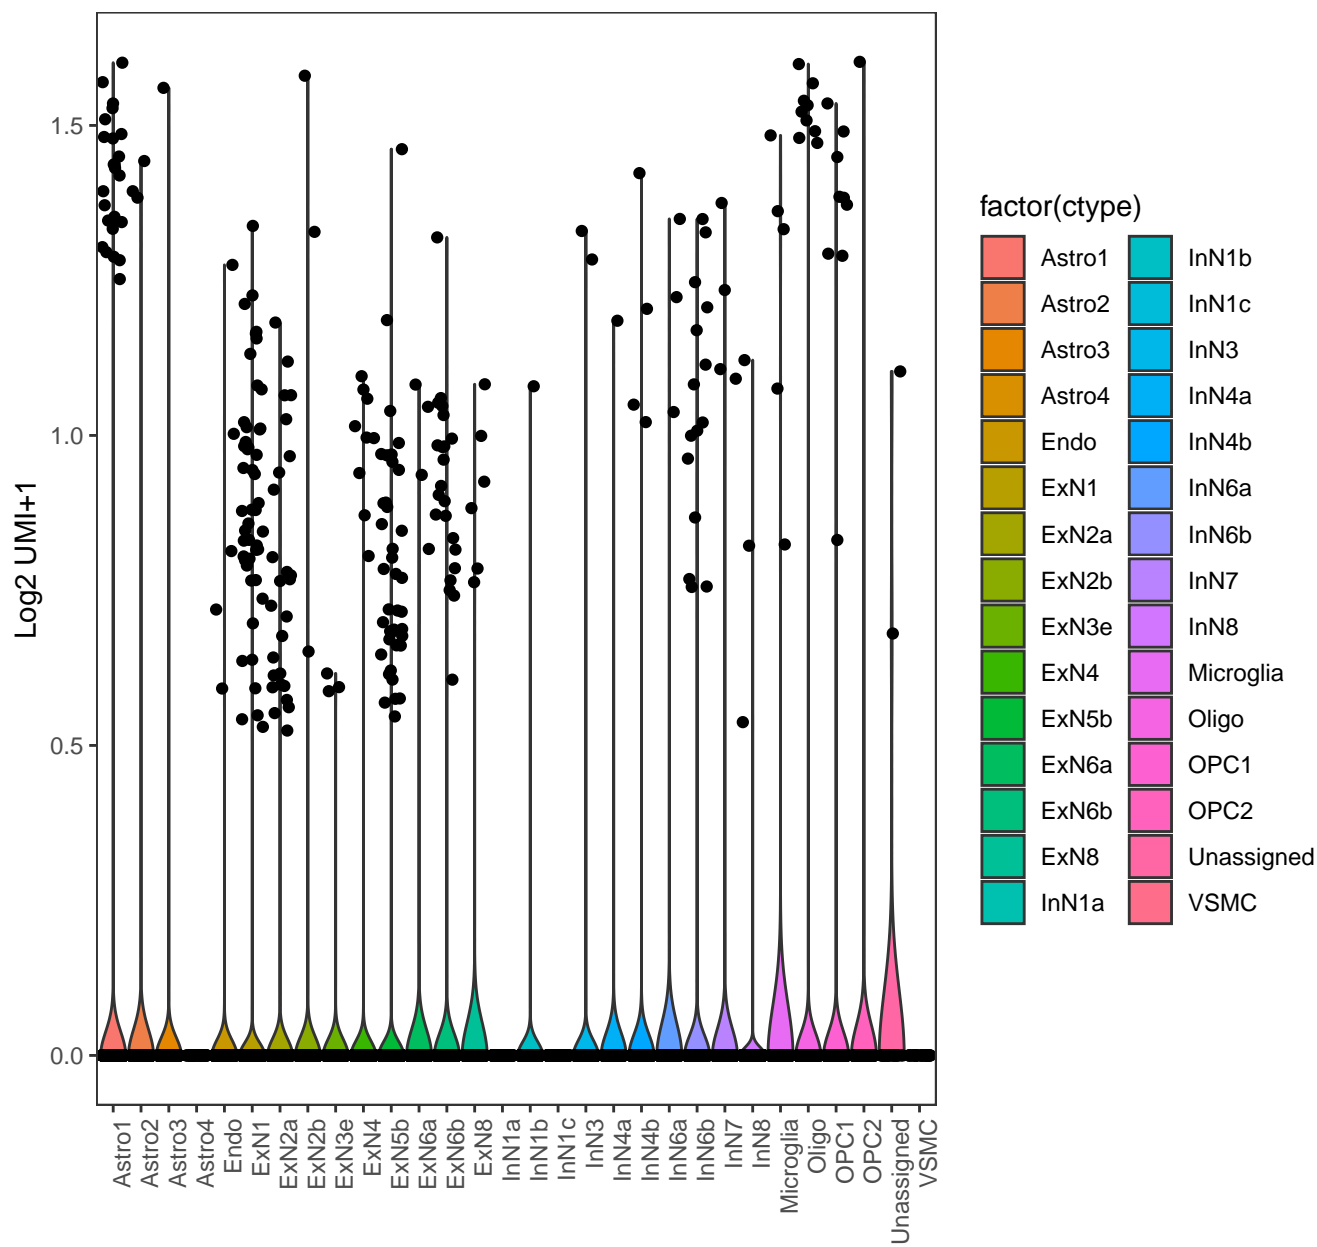 1.5
1.0
0.5
0.0
Log2 UMI+1
Astro1
Astro2
Astro3
Astro4
Endo
ExN1
ExN2a
ExN2b
ExN3e
ExN4
ExN5b
ExN6a
ExN6b
ExN8
InN1a
InN1b
InN1c
InN3
InN4a
InN4b
InN6a
InN6b
InN7
InN8
Microglia
Oligo
OPC1
OPC2
Unassigned
VSMC
factor(ctype)
Astro1
Astro2
Astro3
Astro4
Endo
ExN1
ExN2a
ExN2b
ExN3e
ExN4
ExN5b
ExN6a
ExN6b
ExN8
InN1a
InN1b
InN1c
InN3
InN4a
InN4b
InN6a
InN6b
InN7
InN8
Microglia
Oligo
OPC1
OPC2
Unassigned
VSMC